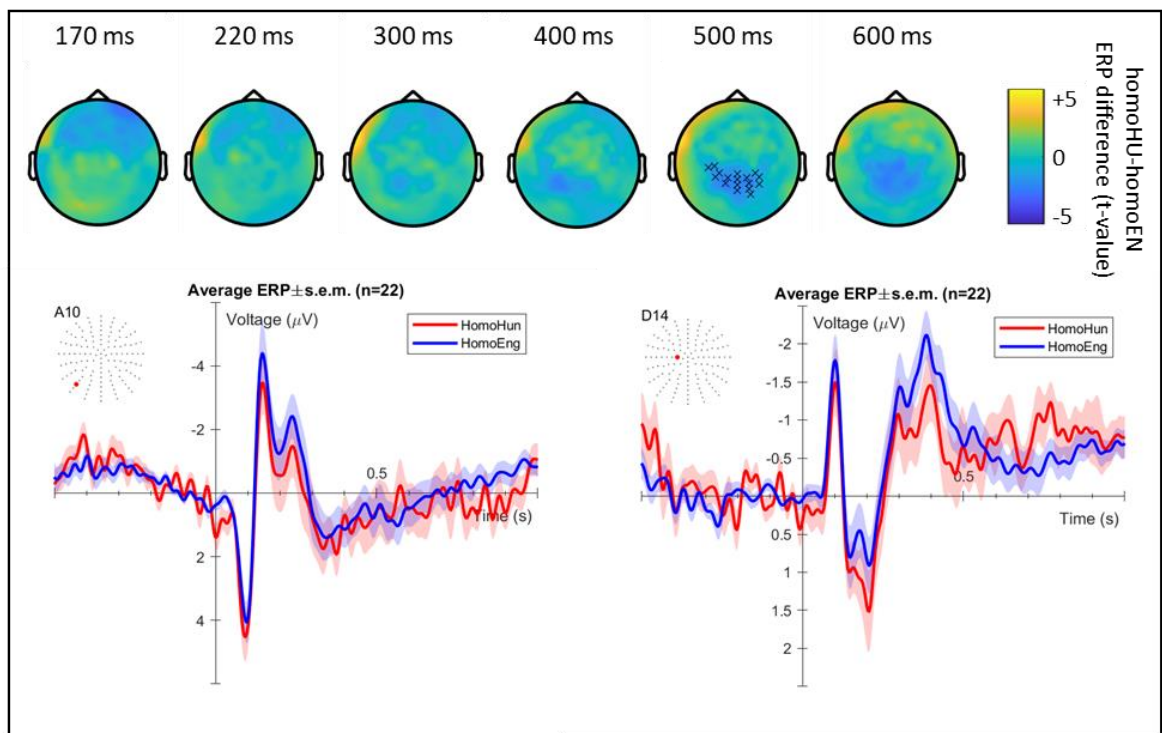 170 ms
220 ms
300 ms
400 ms
500 ms
600 ms
+5
0
-5
homoHU-homoEN
ERP difference (t-value)
Average ERP±s.e.m. (n=22)
A10
Voltage (μV)
HomoHun
HomoEng
-4
-2
0.5
Time (s)
2
4
Average ERP±s.e.m. (n=22)
D14
Voltage (μV)
HomoHun
HomoEng
-2
-1.5
-1
-0.5
0.5
Time (s)
0.5
1
1.5
2